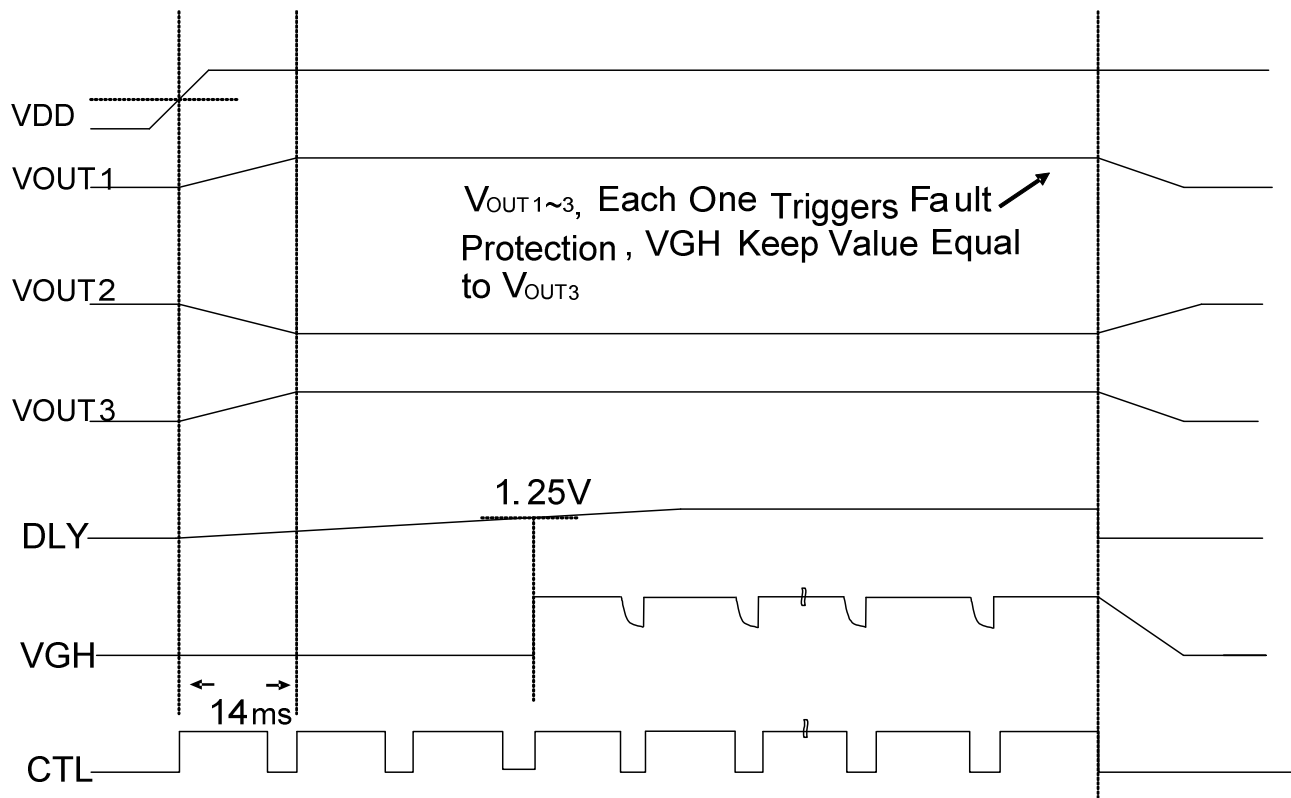 VDD
VOUT1
VOUT1~3, Each One Triggers Fault
Protection, VGH Keep Value Equal
to VOUT3
VOUT2
VOUT3
1.25V
DLY
VGH
14ms
CTL